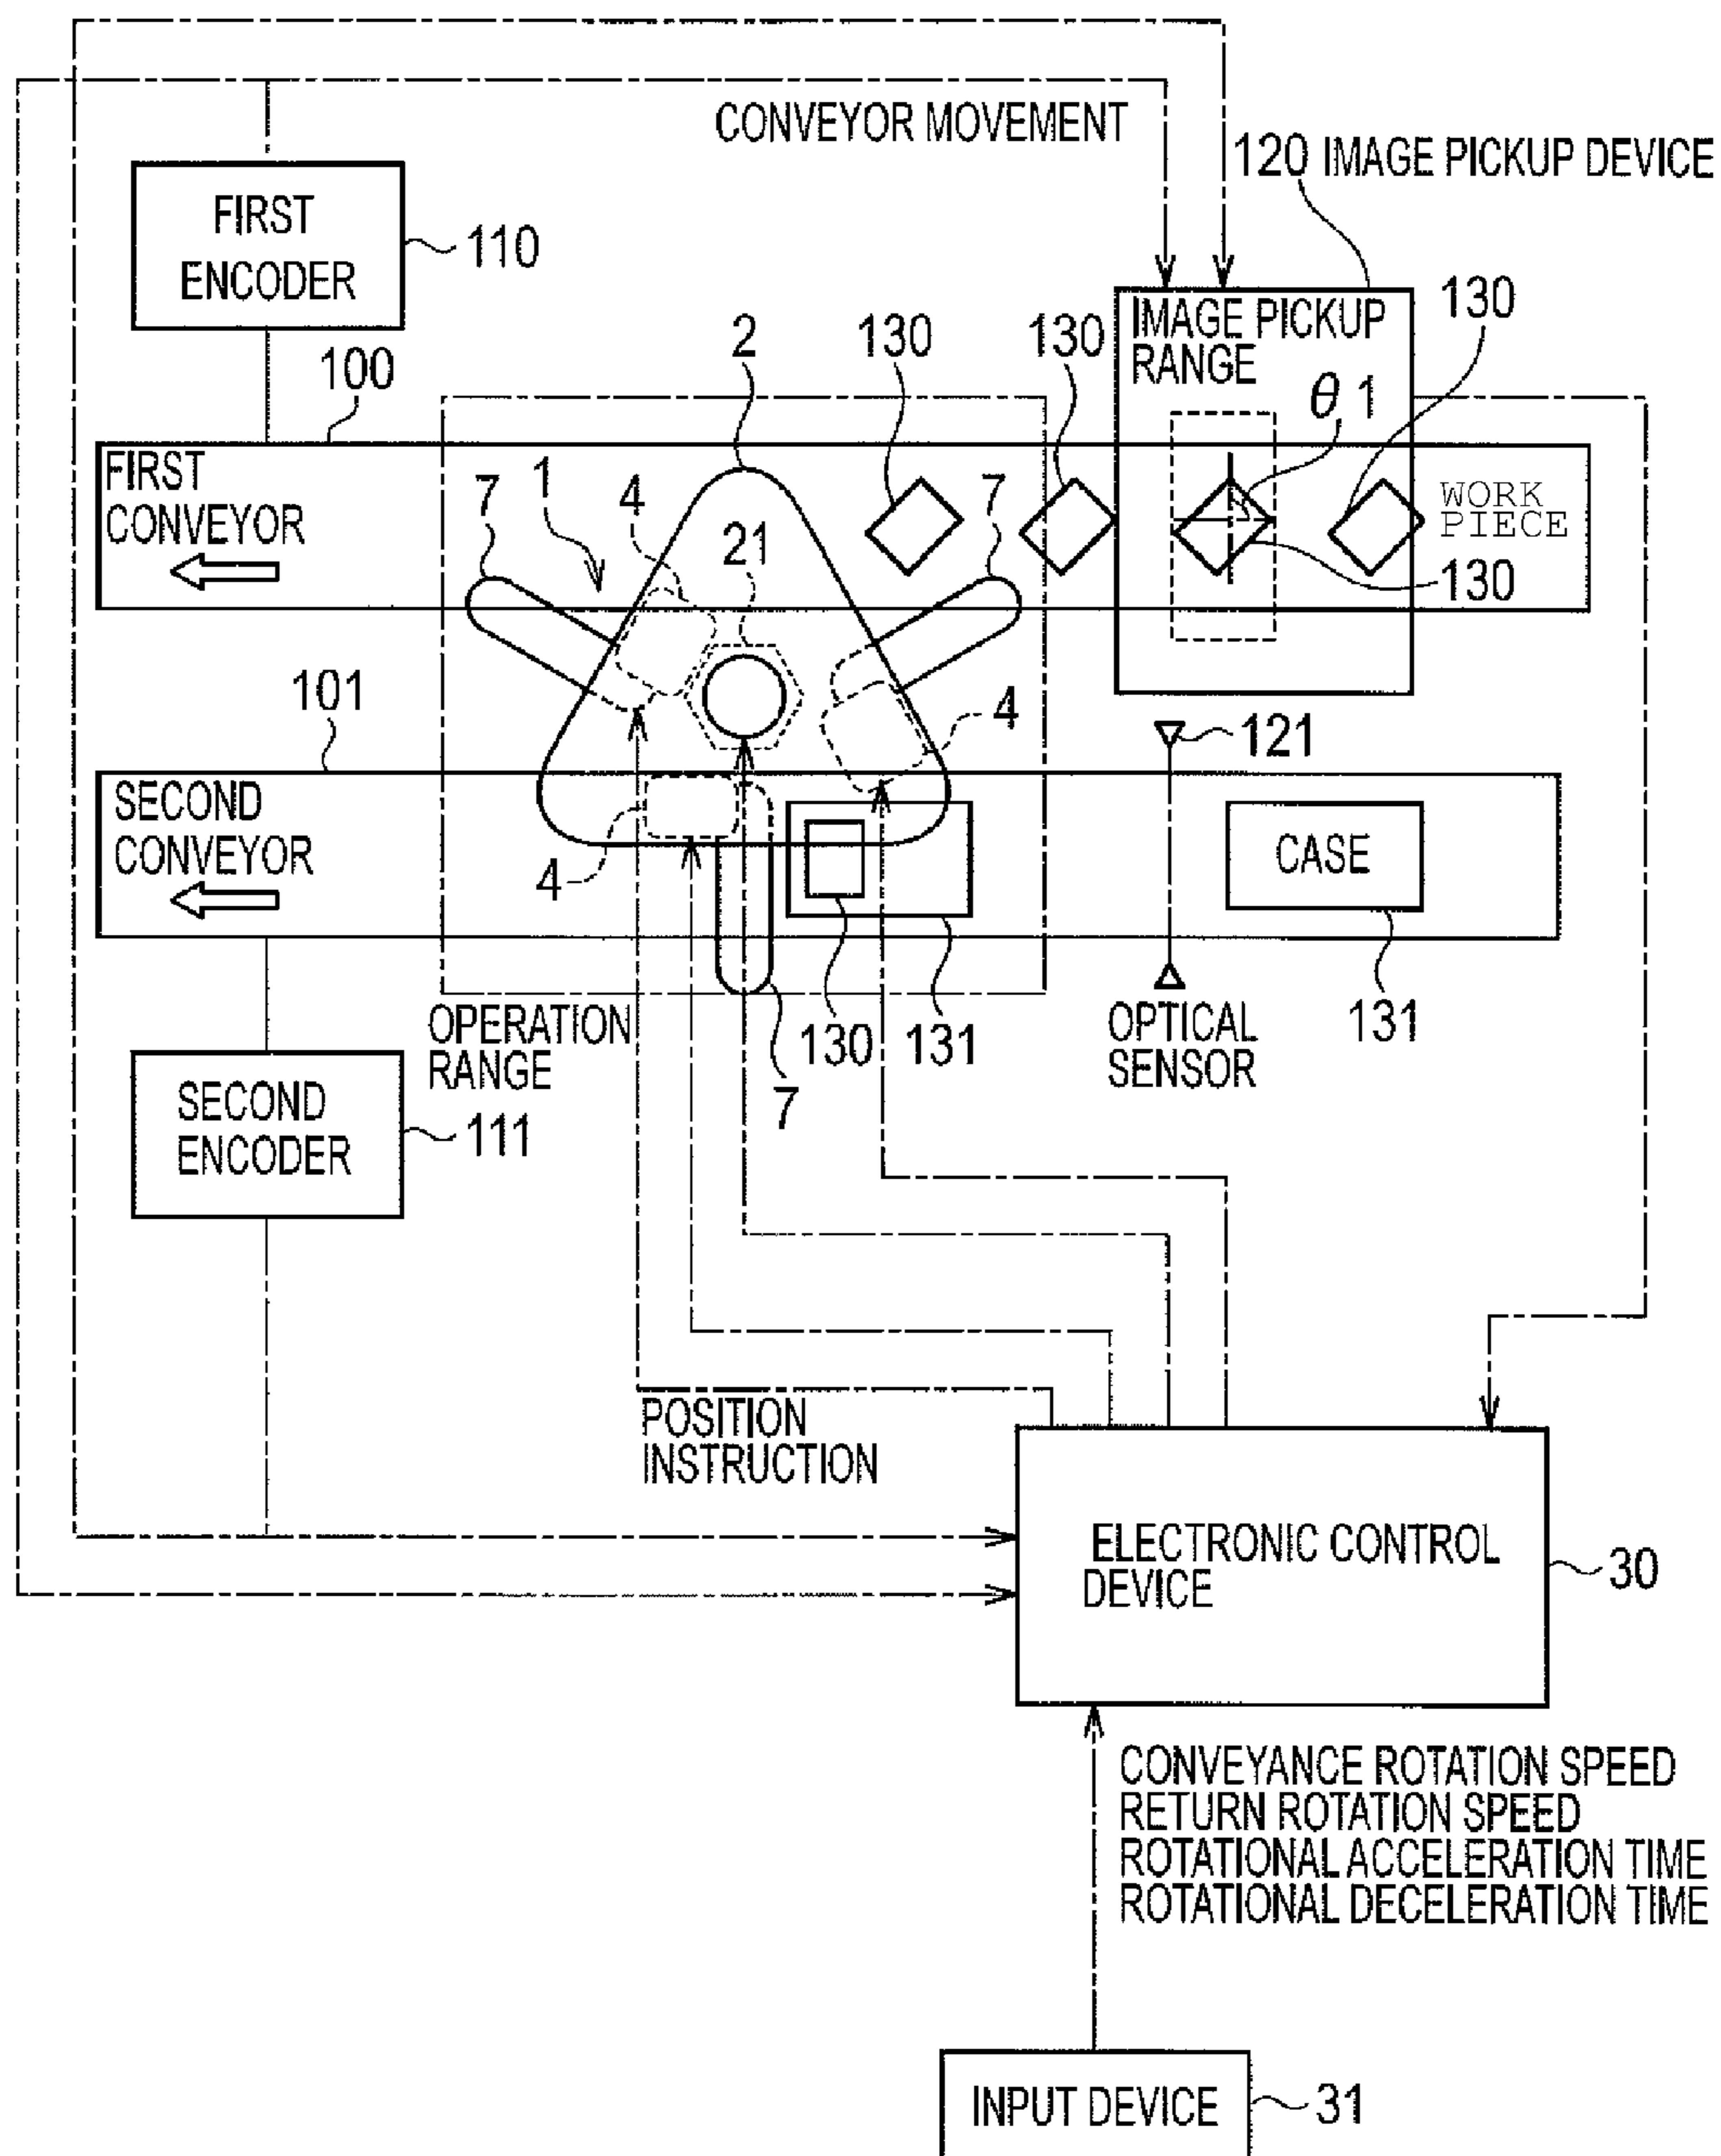 CONVEYOR MOVEMENT
120 IMAGE PICKUP DEVICE
FIRST
ENCODER
110
100
2
130
130
IMAGE PICKUP
RANGE
130
θ 1
FIRST
CONVEYOR
7
1
4
21
7
WORK
PIECE
130
101
4
121
SECOND
CONVEYOR
4
CASE
OPERATION
RANGE
130
131
OPTICAL
SENSOR
131
7
SECOND
ENCODER
111
POSITION
INSTRUCTION
ELECTRONIC CONTROL
DEVICE
30
CONVEYANCE ROTATION SPEED
RETURN ROTATION SPEED
ROTATIONAL ACCELERATION TIME
ROTATIONAL DECELERATION TIME
INPUT DEVICE
31